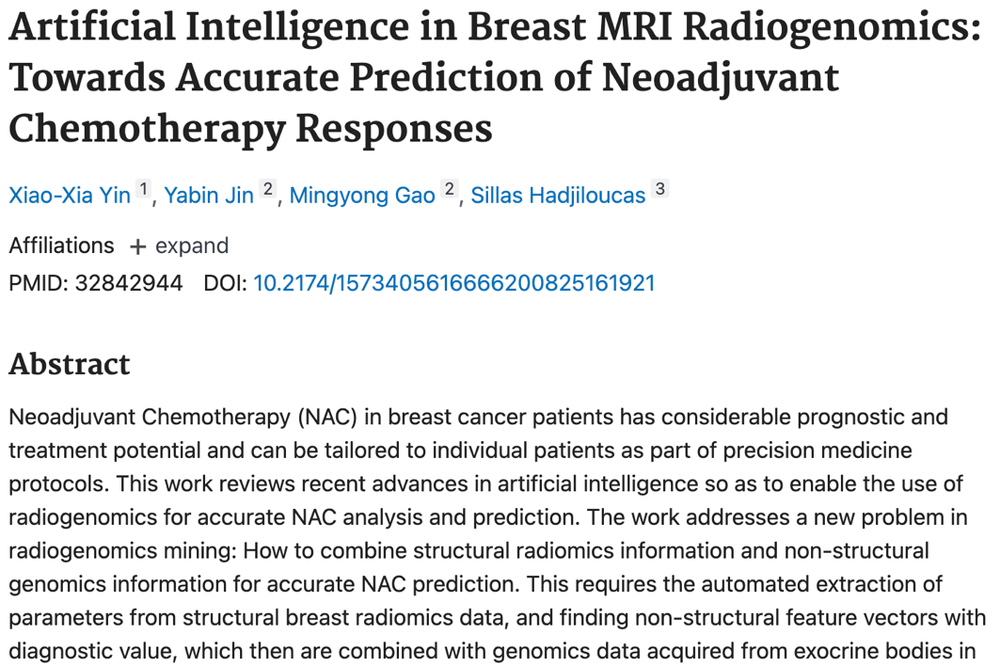 Artificial Intelligence in Breast MRI Radiogenomics:
Towards Accurate Prediction of Neoadjuvant
Chemotherapy Responses
Xiao-Xia Yin 1, Yabin Jin 2, Mingyong Gao 2, Sillas Hadjiloucas 3
Affiliations + expand
PMID: 32842944 DOI: 10.2174/1573405616666200825161921
Abstract
Neoadjuvant Chemotherapy (NAC) in breast cancer patients has considerable prognostic and
treatment potential and can be tailored to individual patients as part of precision medicine
protocols. This work reviews recent advances in artificial intelligence so as to enable the use of
radiogenomics for accurate NAC analysis and prediction. The work addresses a new problem in
radiogenomics mining: How to combine structural radiomics information and non-structural
genomics information for accurate NAC prediction. This requires the automated extraction of
parameters from structural breast radiomics data, and finding non-structural feature vectors with
diagnostic value, which then are combined with genomics data acquired from exocrine bodies in